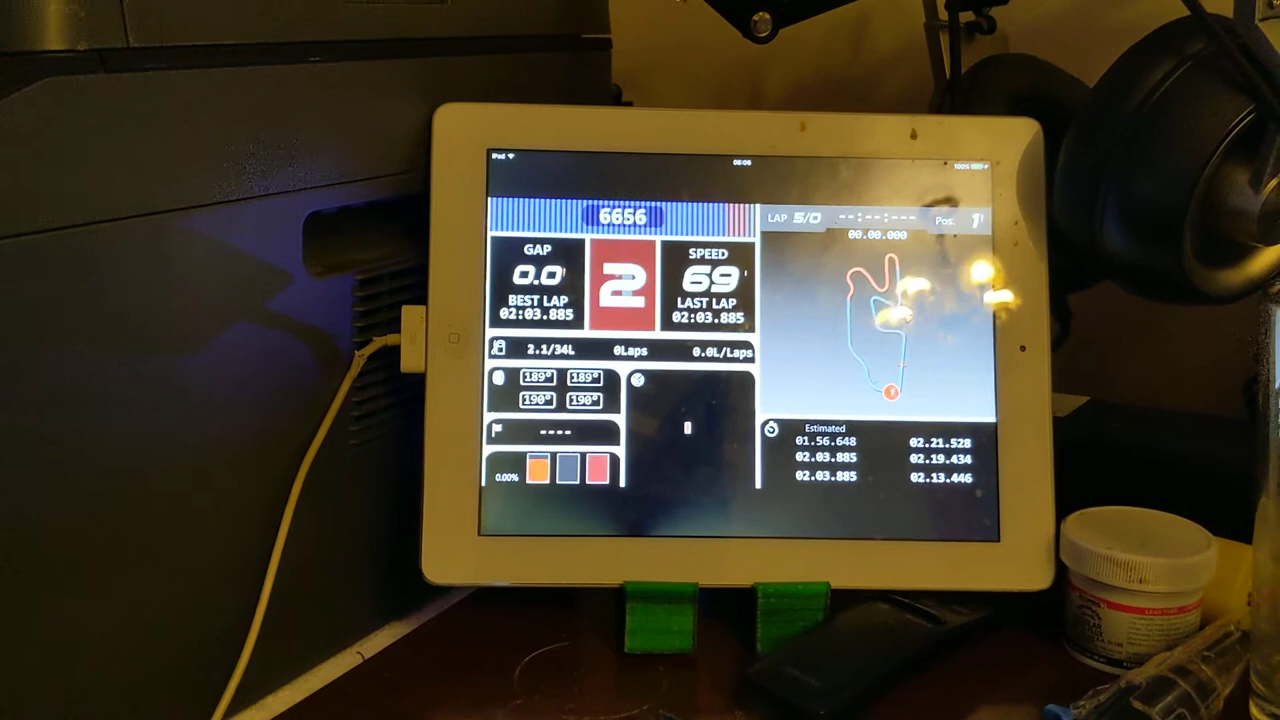 iPad 06:06 100%
6656
LAP 5/0 --:--:--- Pos. 1
00.00.000
GAP
0.0
BEST LAP
02:03.885
2
SPEED
69
LAST LAP
02:03.885
2.1/34L 0Laps 0.0L/Laps
189° 189°
190° 190°
----
0.00%
0
Estimated
01.56.648 02.21.528
02.03.885 02.19.434
02.03.885 02.13.446